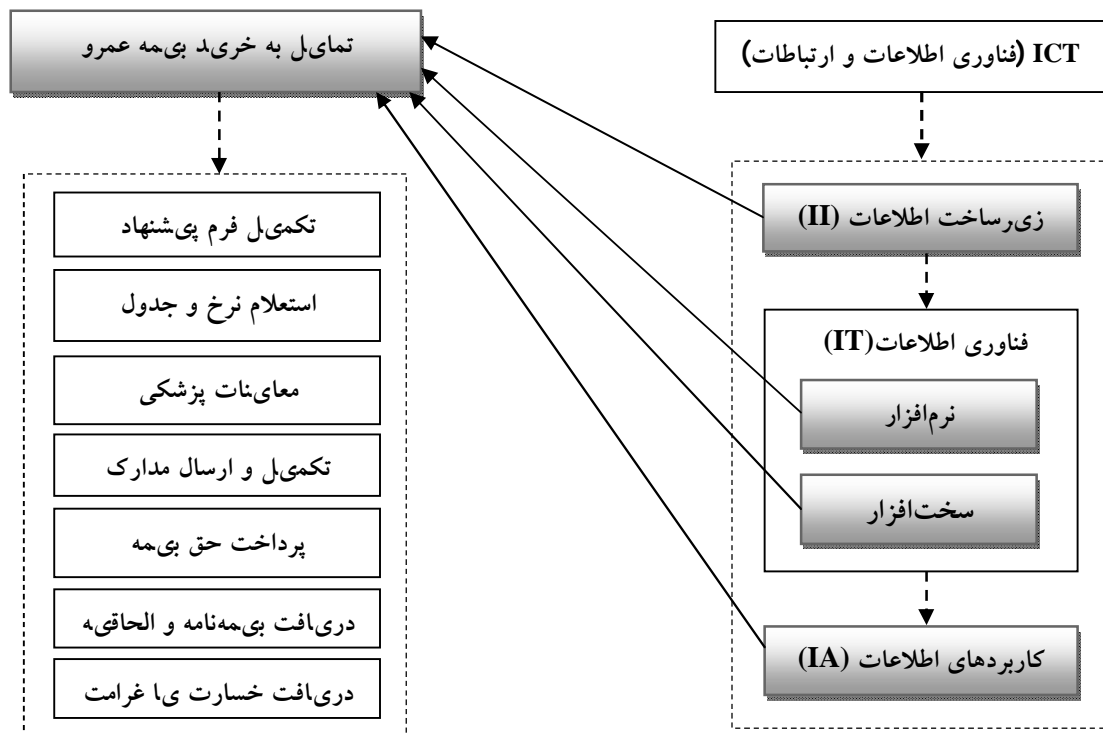 تمایل به خرید بیمه عمرو
ICT (فناوری اطلاعات و ارتباطات)
زیرساخت اطلاعات (II)
فناوری اطلاعات(IT)
نرم‌افزار
سخت‌افزار
کاربردهای اطلاعات (IA)
تکمیل فرم پیشنهاد
استعلام نرخ و جدول
معاینات پزشکی
تکمیل و ارسال مدارک
پرداخت حق بیمه
دریافت بیمه‌نامه و الحاقیه
دریافت خسارت یا غرامت